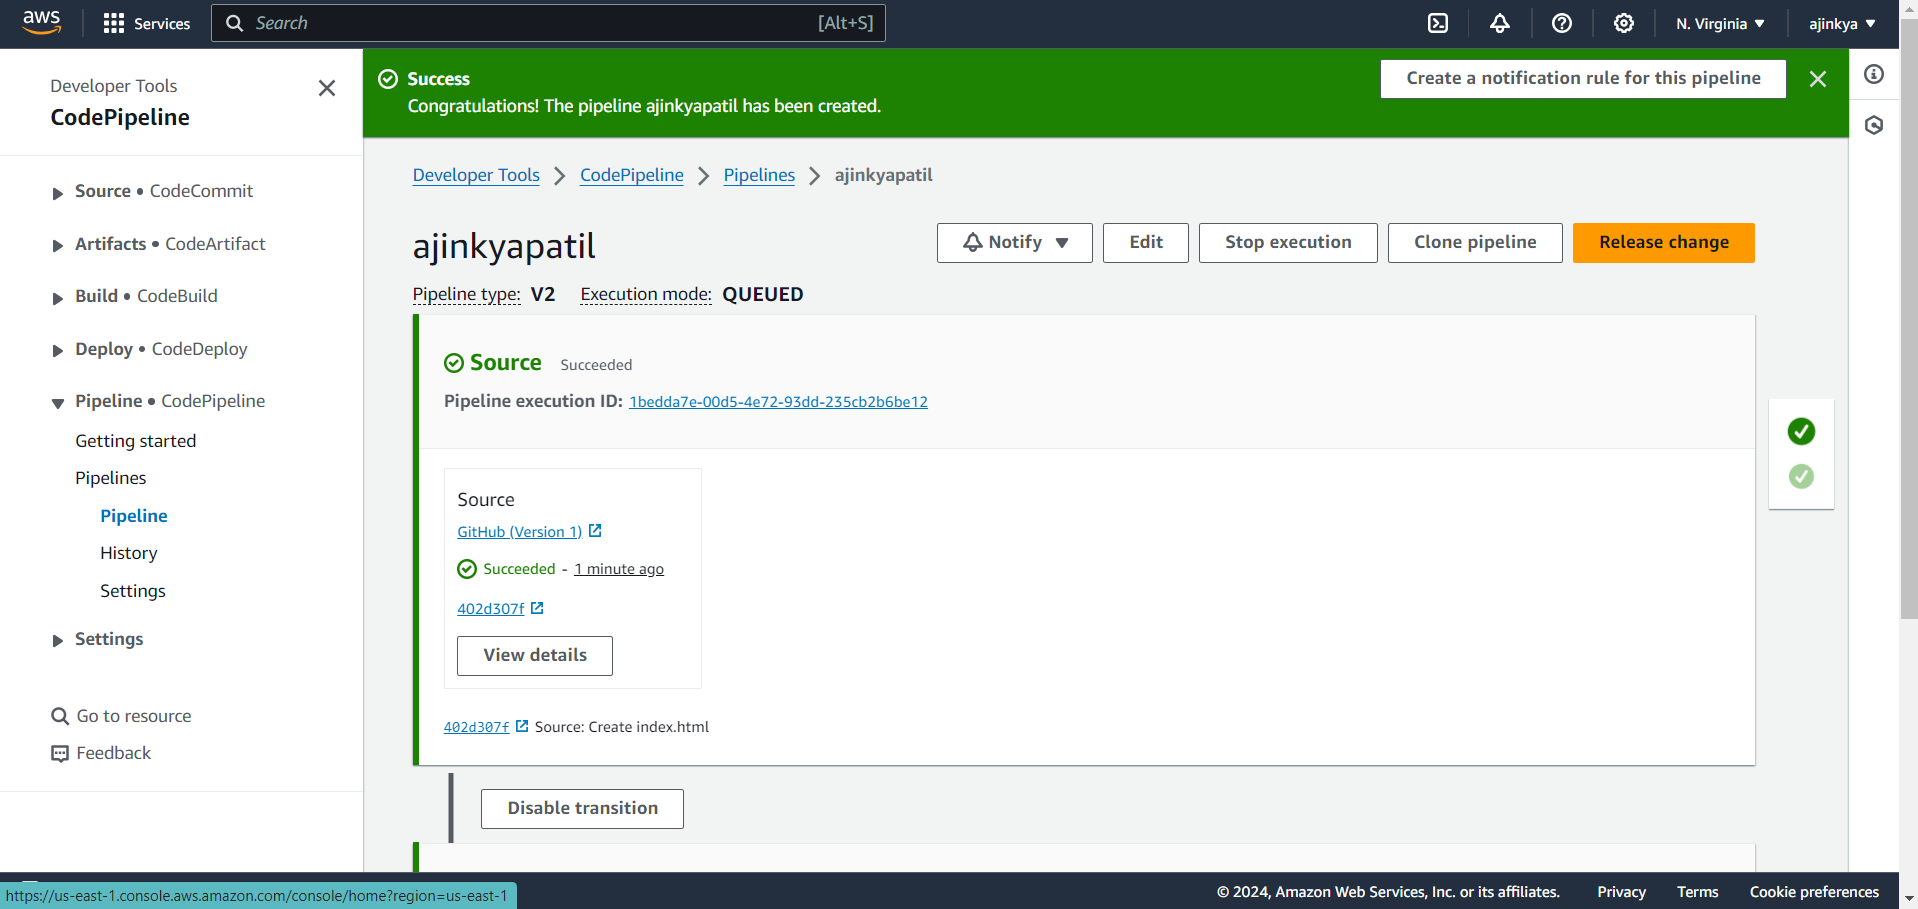 aws
Services
Search
[Alt+S]
N. Virginia
ajinkya
Developer Tools
CodePipeline
Source • CodeCommit
Artifacts • CodeArtifact
Build • CodeBuild
Deploy • CodeDeploy
Pipeline • CodePipeline
Getting started
Pipelines
Pipeline
History
Settings
Settings
Go to resource
Feedback
Success
Congratulations! The pipeline ajinkyapatil has been created.
Create a notification rule for this pipeline
Developer Tools > CodePipeline > Pipelines > ajinkyapatil
ajinkyapatil
Notify
Edit
Stop execution
Clone pipeline
Release change
Pipeline type: V2 Execution mode: QUEUED
Source Succeeded
Pipeline execution ID: 1bedda7e-00d5-4e72-93dd-235cb2b6be12
Source
GitHub (Version 1)
Succeeded - 1 minute ago
402d307f
View details
402d307f Source: Create index.html
Disable transition
https://us-east-1.console.aws.amazon.com/console/home?region=us-east-1
© 2024, Amazon Web Services, Inc. or its affiliates.
Privacy
Terms
Cookie preferences